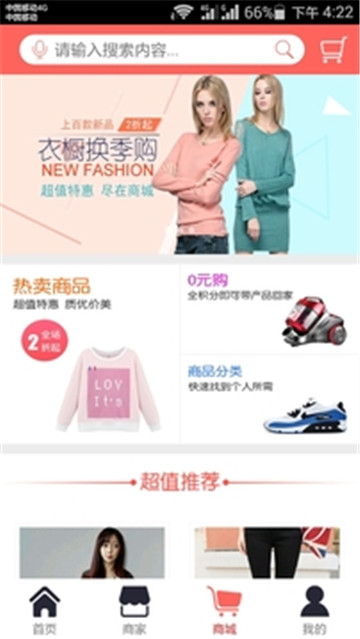 中国移动4G
中国移动
4G
G
66%
下午 4:22
请输入搜索内容...
上百款新品 7折起
衣橱换季购
NEW FASHION
超值特惠 尽在商城
热卖商品
超值特惠 质优价美
2 全场
折起
LOV
It's
0元购
全积分即可带产品回家
商品分类
快速找到个人所需
超值推荐
首页
商家
商城
我的